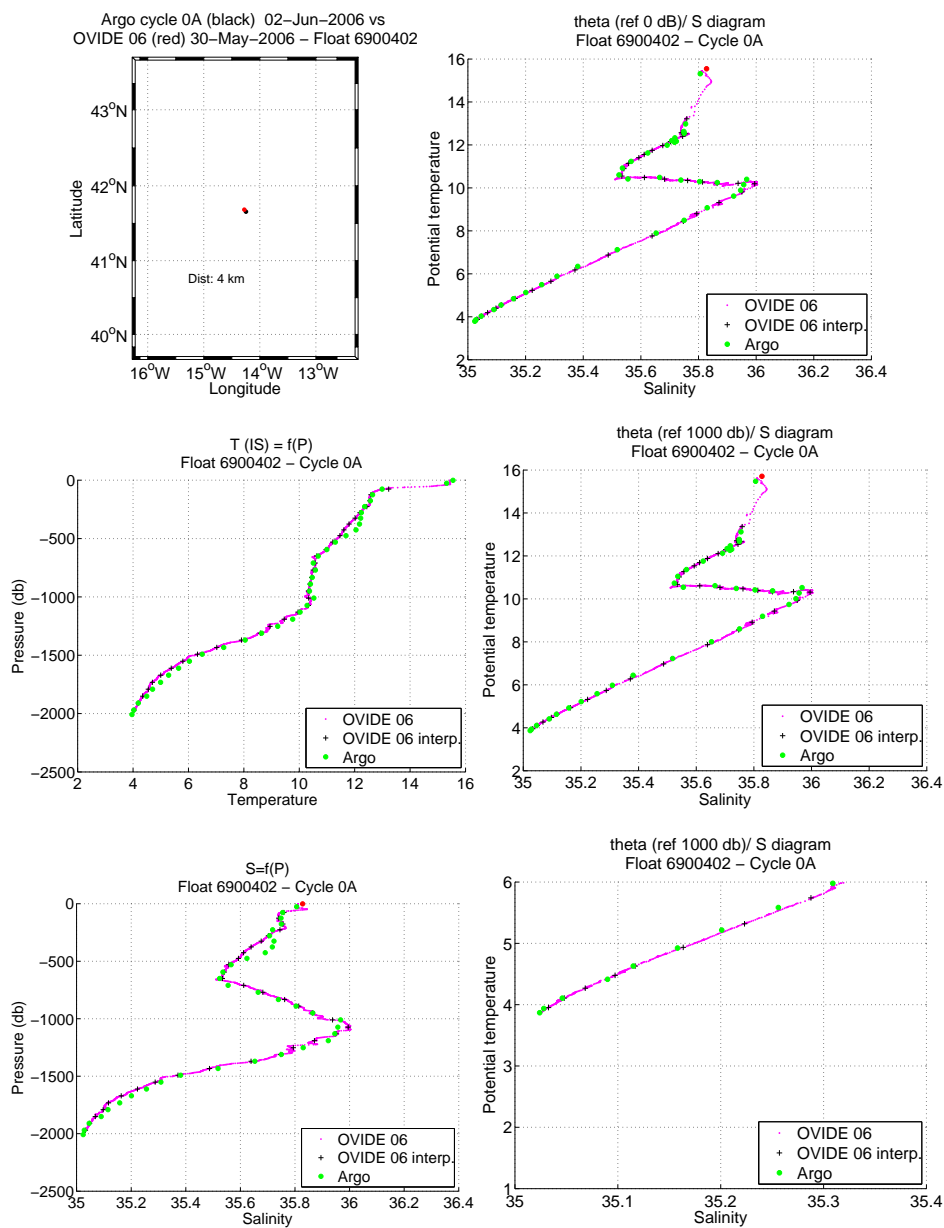 Argo cycle 0A (black)  02−Jun−2006 vs
OVIDE 06 (red) 30−May−2006 − Float 6900402
43oN
42oN
41oN
40oN
Latitude
Dist: 4 km
16oW 15oW 14oW 13oW
Longitude
theta (ref 0 dB)/ S diagram
Float 6900402 − Cycle 0A
16
14
12
10
8
6
4
2
Potential temperature
OVIDE 06
OVIDE 06 interp.
Argo
35 35.2 35.4 35.6 35.8 36 36.2 36.4
Salinity
T (IS) = f(P)
Float 6900402 − Cycle 0A
0
−500
−1000
−1500
−2000
−2500
Pressure (db)
OVIDE 06
OVIDE 06 interp.
Argo
2 4 6 8 10 12 14 16
Temperature
theta (ref 1000 db)/ S diagram
Float 6900402 − Cycle 0A
16
14
12
10
8
6
4
2
Potential temperature
OVIDE 06
OVIDE 06 interp.
Argo
35 35.2 35.4 35.6 35.8 36 36.2 36.4
Salinity
S=f(P)
Float 6900402 − Cycle 0A
0
−500
−1000
−1500
−2000
−2500
Pressure (db)
OVIDE 06
OVIDE 06 interp.
Argo
35 35.2 35.4 35.6 35.8 36 36.2 36.4
Salinity
theta (ref 1000 db)/ S diagram
Float 6900402 − Cycle 0A
6
5
4
3
2
1
Potential temperature
OVIDE 06
OVIDE 06 interp.
Argo
35 35.1 35.2 35.3 35.4
Salinity